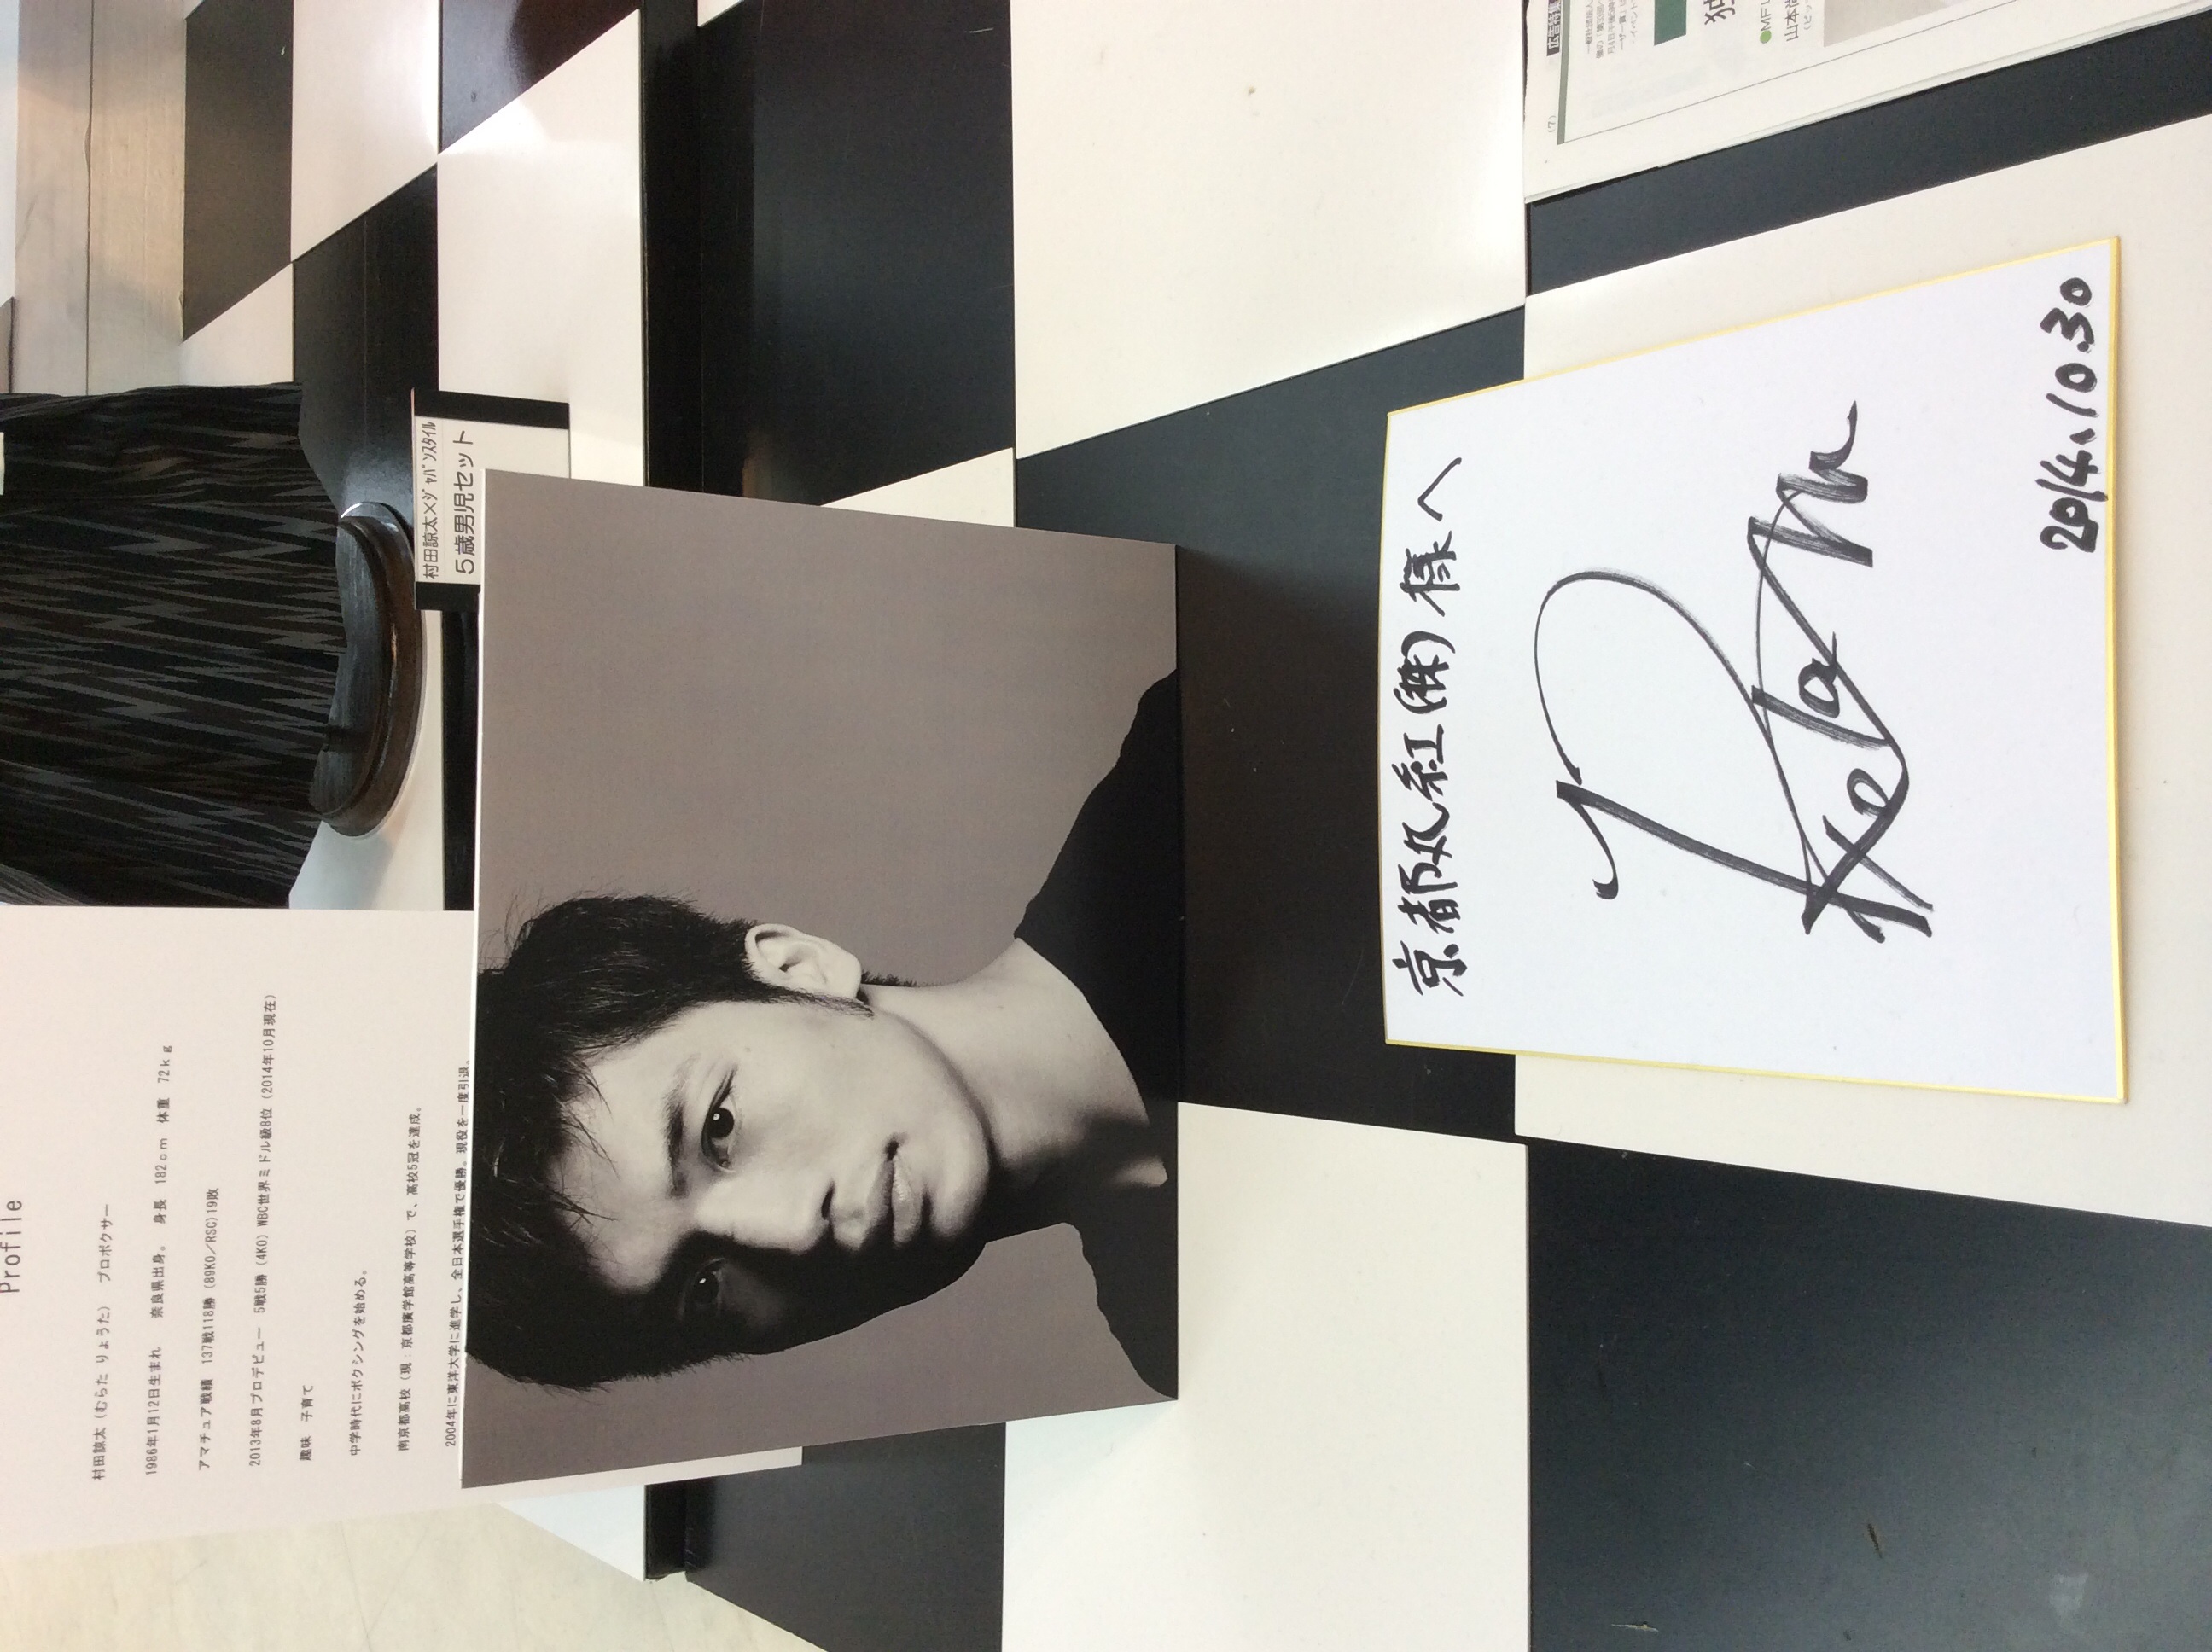 Profile
村田諒太（むらた りょうた） プロボクサー
1986年1月12日生まれ 奈良県出身。 身長 182cm 体重 72kg
アマチュア戦績 137戦118勝（89KO／RSC)19敗
2013年8月プロデビュー 5戦5勝（4KO）WBC世界ミドル級8位（2014年10月現在）
趣味 子育て
中学時代にボクシングを始める。
南京都高校（現：京都廣学館高等学校）で、高校5冠を達成。
2004年に東洋大学に進学し、全日本選手権で優勝。現役を一度引退。
村田諒太×ジャパンスタイル
5歳男児セット
京都丸紅(株)様へ
2014.10.30
広告特集
(7)